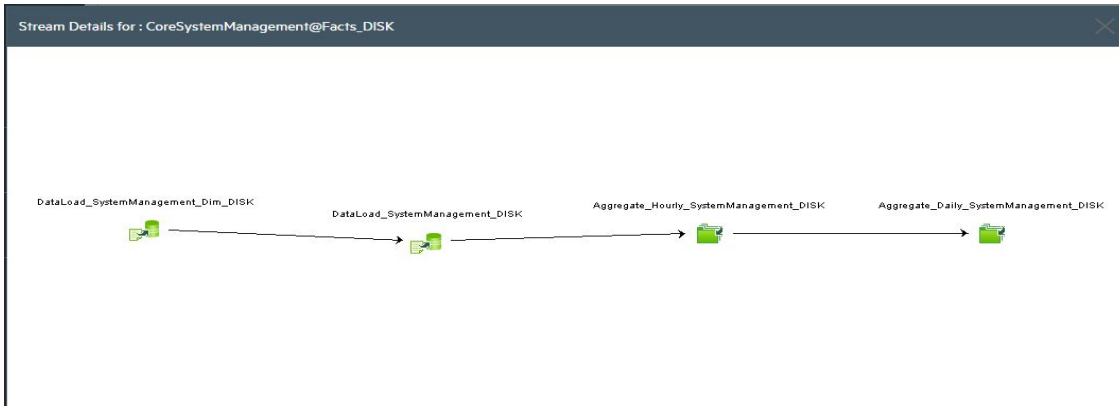 Stream Details for : CoreSystemManagement@Facts_DISK
DataLoad_SystemManagement_Dim_DISK
DataLoad_SystemManagement_DISK
Aggregate_Hourly_SystemManagement_DISK
Aggregate_Daily_SystemManagement_DISK